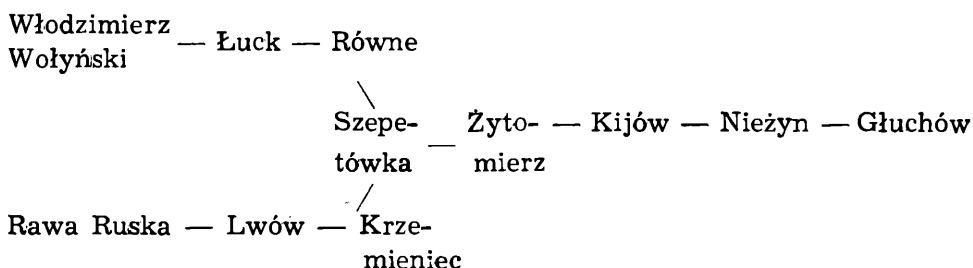 Włodzimierz
Wołyński — Łuck — Równe
Szepe- Żyto- — Kijów — Nieżyn — Głuchów
tówka — mierz
Rawa Ruska — Lwów — Krze-
mieniec